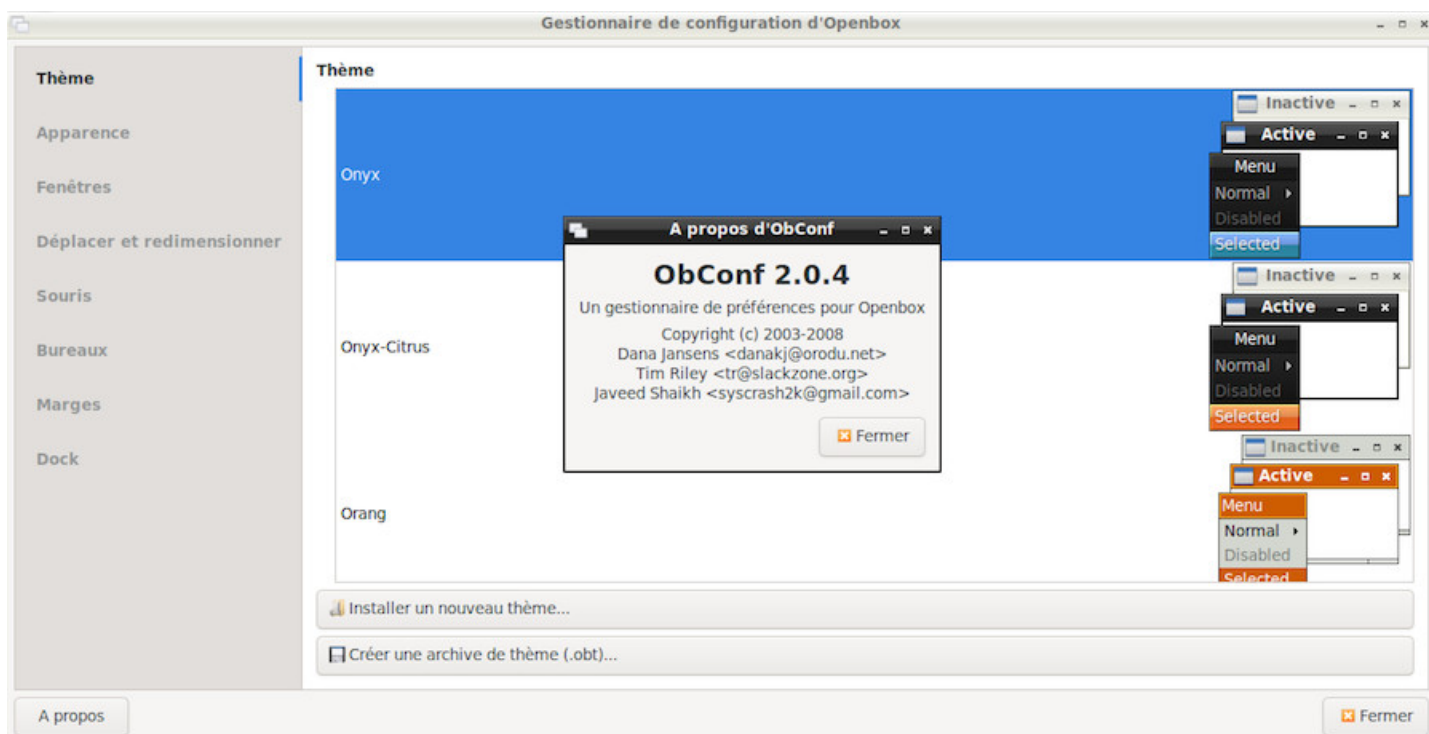 Gestionnaire de configuration d'Openbox
Thème
Apparence
Fenêtres
Déplacer et redimensionner
Souris
Bureaux
Marges
Dock
Thème
Onyx
Inactive
Active
Menu
Normal
Disabled
Selected
Onyx-Citrus
Inactive
Active
Menu
Normal
Disabled
Selected
Orang
Inactive
Active
Menu
Normal
Disabled
Selected
A propos d'ObConf
ObConf 2.0.4
Un gestionnaire de préférences pour Openbox
Copyright (c) 2003-2008
Dana Jansens <danakj@orodu.net>
Tim Riley <tr@slackzone.org>
Javeed Shaikh <syscrash2k@gmail.com>
Fermer
Installer un nouveau thème...
Créer une archive de thème (.obt)...
A propos
Fermer